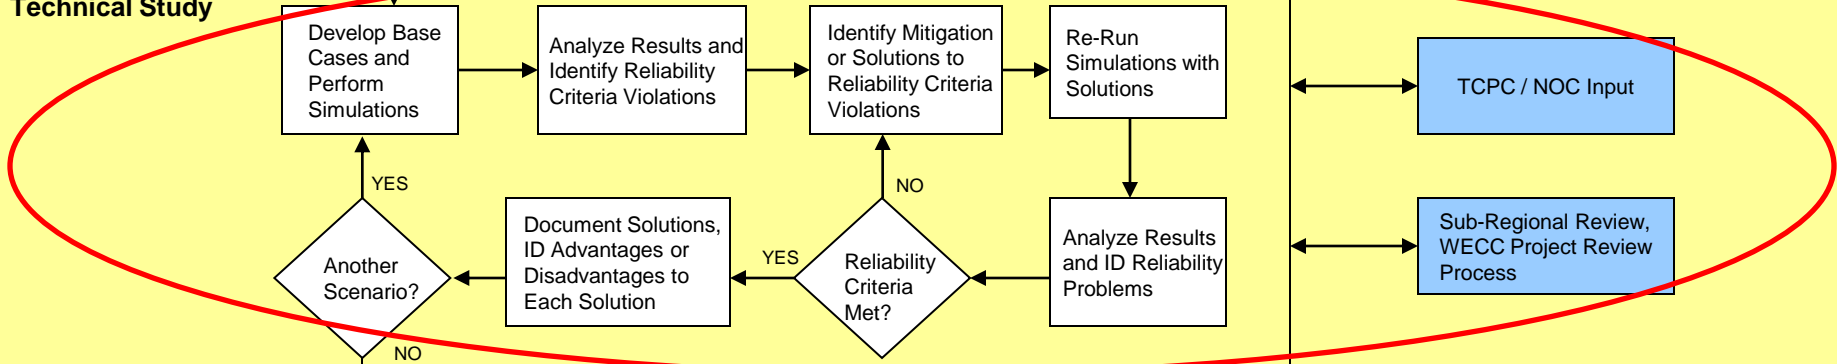 Technical Study
Develop Base
Cases and
Perform
Simulations
Analyze Results and
Identify Reliability
Criteria Violations
Identify Mitigation
or Solutions to
Reliability Criteria
Violations
Re-Run
Simulations with
Solutions
TCPC / NOC Input
YES
NO
Another
Scenario?
Document Solutions,
ID Advantages or
Disadvantages to
Each Solution
YES
Reliability
Criteria
Met?
Analyze Results
and ID Reliability
Problems
Sub-Regional Review,
WECC Project Review
Process
NO